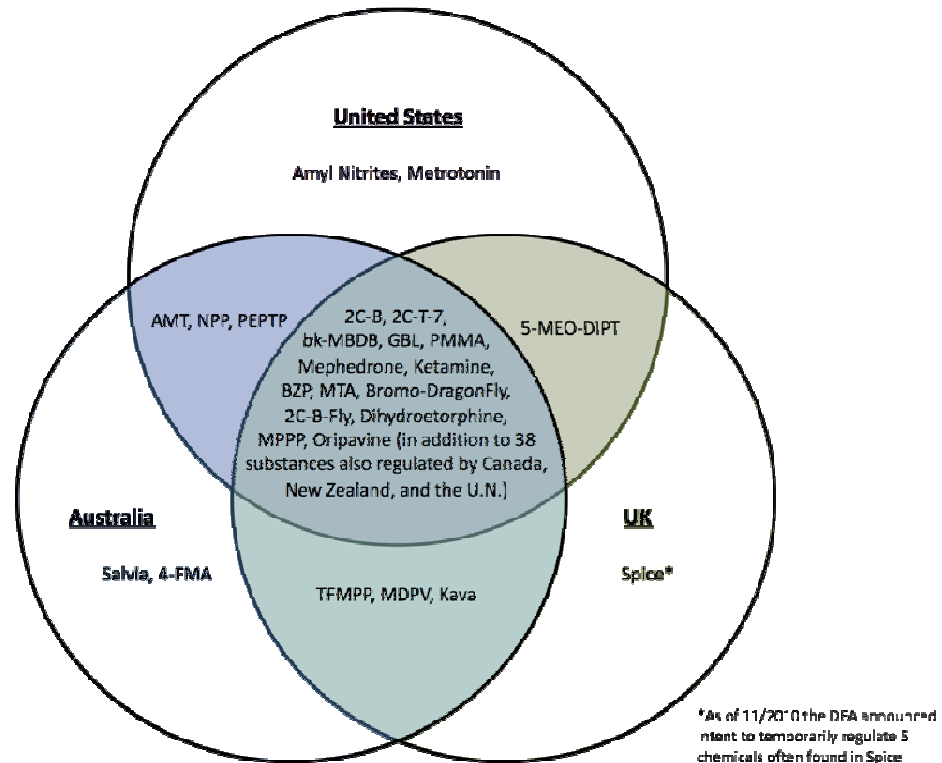 United States
Amyl Nitrites, Metrotonin
AMT, NPP, PEPTP
2C-B, 2C-T-7,
bk-MBDB, GBL, PMMA,
Mephedrone, Ketamine,
BZP, MTA, Bromo-DragonFly,
2C-B-Fly, Dihydroetorphine,
MPPP, Oripavine (in addition to 38
substances also regulated by Canada,
New Zealand, and the U.N.)
5-MEO-DIPT
Australia
Salvia, 4-FMA
UK
Spice*
TFMPP, MDPV, Kava
*As of 11/2010 the DEA announced
intent to temporarily regulate 5
chemicals often found in Spice